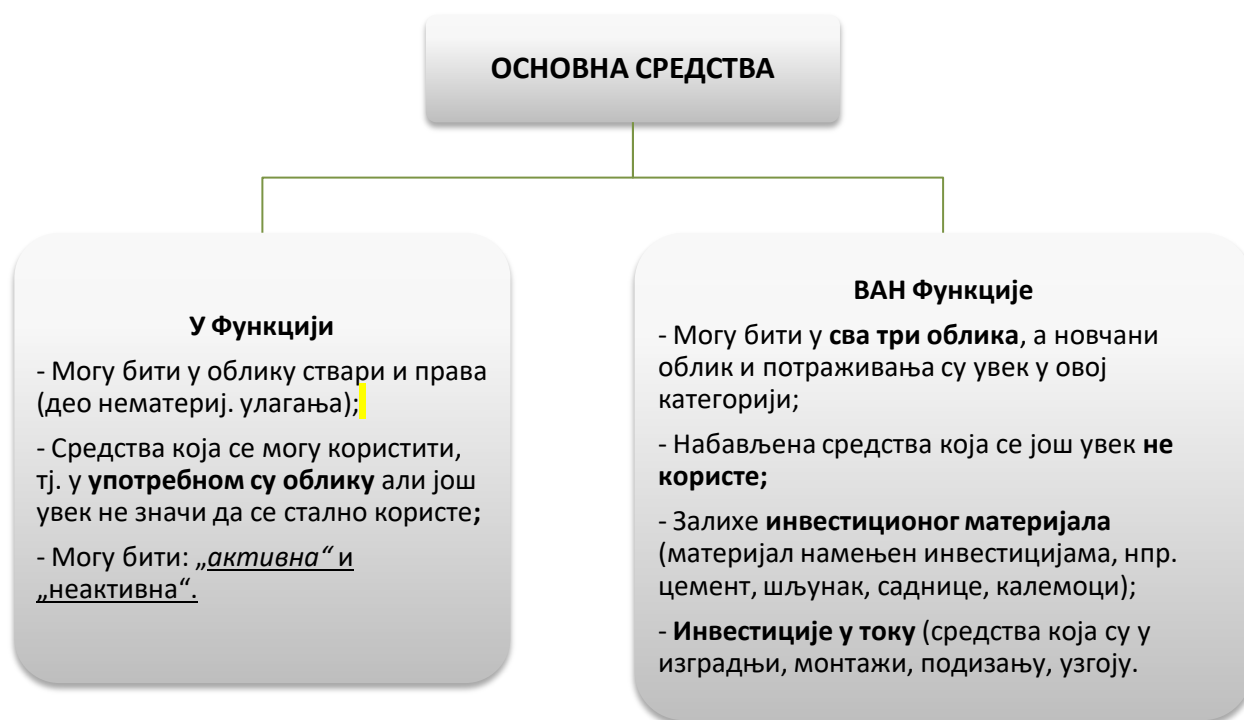 ОСНОВНА СРЕДСТВА
У Функцији
- Могу бити у облику ствари и права
(део нематериј. улагања);
- Средства која се могу користити,
тј. у употребном су облику али још
увек не значи да се стално користе;
- Могу бити: „активна“ и
„неактивна“.
ВАН Функције
- Могу бити у сва три облика, а новчани
облик и потраживања су увек у овој
категорији;
- Набављена средства која се још увек не
користе;
- Залихе инвестиционог материјала
(материјал намењен инвестицијама, нпр.
цемент, шљунак, саднице, калемоци);
- Инвестиције у току (средства која су у
изградњи, монтажи, подизању, узгоју.